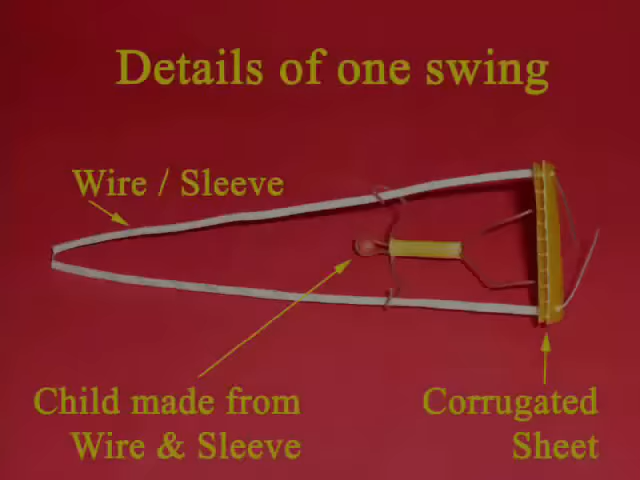 Details of one swing
Wire / Sleeve
Child made from
Wire & Sleeve
Corrugated
Sheet